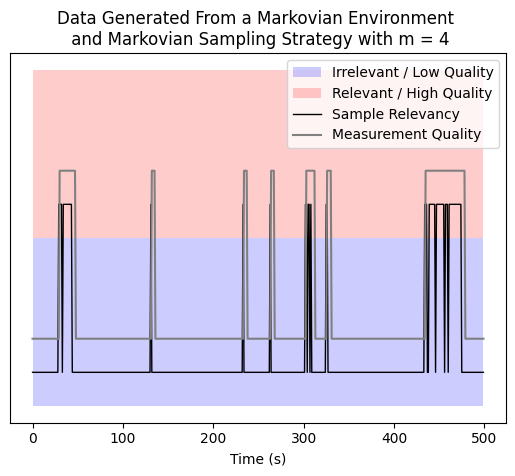 Data Generated From a Markovian Environment
and Markovian Sampling Strategy with m = 4
Irrelevant / Low Quality
Relevant / High Quality
Sample Relevancy
Measurement Quality
0 100 200 300 400 500
Time (s)